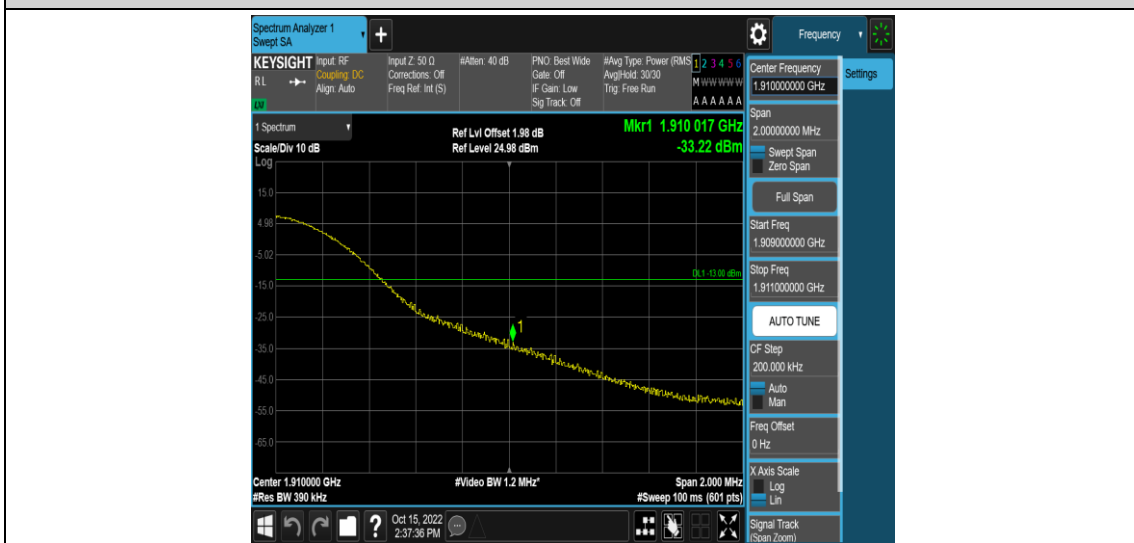 Spectrum Analyzer 1
Swept SA
Frequency
KEYSIGHT
RL
LXI
Input: RF
Coupling: DC
Align: Auto
Input Z: 50 Ω
Corrections: Off
Freq Ref: Int (S)
#Atten: 40 dB
PNO: Best Wide
Gate: Off
IF Gain: Low
Sig Track: Off
#Avg Type: Power (RMS
Avg|Hold: 30/30
Trig: Free Run
1 2 3 4 5 6
M W W W W W
A A A A A A
Center Frequency
1.910000000 GHz
Settings
1 Spectrum
Scale/Div 10 dB
Ref Lvl Offset 1.98 dB
Ref Level 24.98 dBm
Mkr1 1.910 017 GHz
-33.22 dBm
Log
15.0
4.98
-5.02
-15.0
-25.0
-35.0
-45.0
-55.0
-65.0
DL1 -13.00 dBm
1
Center 1.910000 GHz
#Res BW 390 kHz
#Video BW 1.2 MHz*
Span 2.000 MHz
#Sweep 100 ms (601 pts)
Span
2.00000000 MHz
Swept Span
Zero Span
Full Span
Start Freq
1.909000000 GHz
Stop Freq
1.911000000 GHz
AUTO TUNE
CF Step
200.000 kHz
Auto
Man
Freq Offset
0 Hz
X Axis Scale
Log
Lin
Signal Track
(Span Zoom)
?
Oct 15, 2022
2:37:36 PM